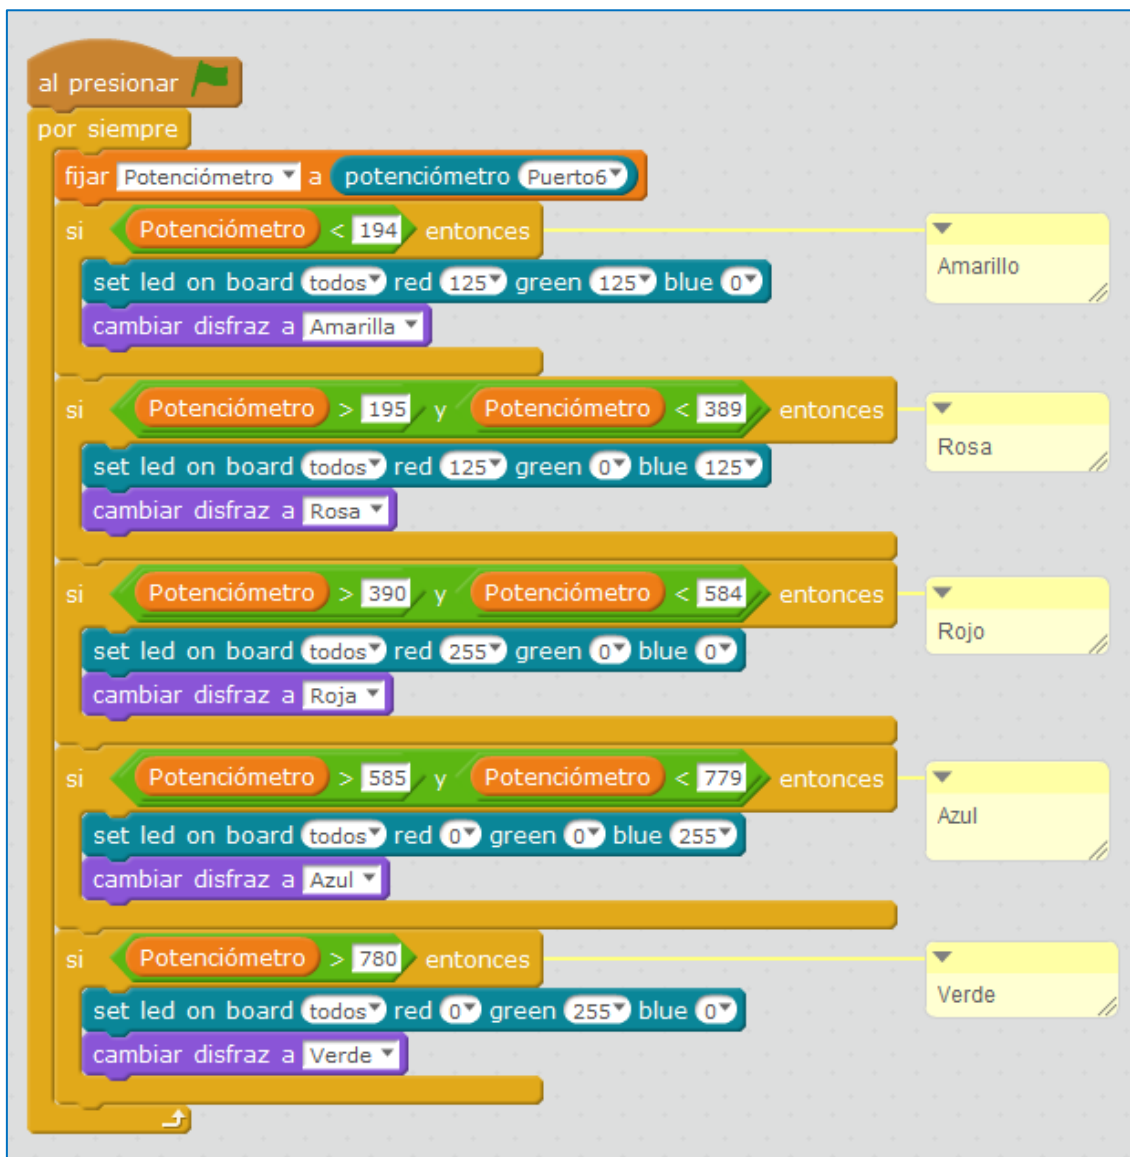 al presionar
por siempre
fijar Potenciómetro a potenciómetro Puerto6
si Potenciómetro < 194 entonces
Amarillo
set led on board todos red 125 green 125 blue 0
cambiar disfraz a Amarilla
si Potenciómetro > 195 y Potenciómetro < 389 entonces
Rosa
set led on board todos red 125 green 0 blue 125
cambiar disfraz a Rosa
si Potenciómetro > 390 y Potenciómetro < 584 entonces
Rojo
set led on board todos red 255 green 0 blue 0
cambiar disfraz a Roja
si Potenciómetro > 585 y Potenciómetro < 779 entonces
Azul
set led on board todos red 0 green 0 blue 255
cambiar disfraz a Azul
si Potenciómetro > 780 entonces
Verde
set led on board todos red 0 green 255 blue 0
cambiar disfraz a Verde